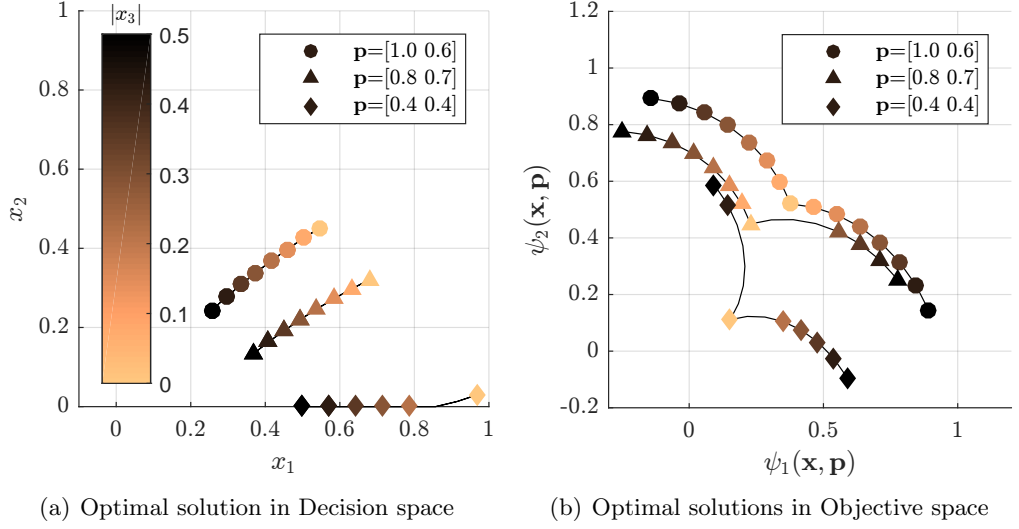 |x₃|
1
0.8
0.6
0.4
0.2
0
0.5
0.4
0.3
0.2
0.1
0
p=[1.0 0.6]
p=[0.8 0.7]
p=[0.4 0.4]
x₂
0 0.2 0.4 0.6 0.8 1
x₁
(a) Optimal solution in Decision space
1.2
1
0.8
0.6
0.4
0.2
0
-0.2
p=[1.0 0.6]
p=[0.8 0.7]
p=[0.4 0.4]
ψ₂(x, p)
0 0.5 1
ψ₁(x, p)
(b) Optimal solutions in Objective space